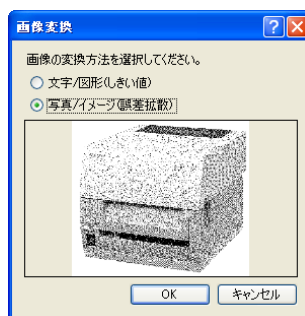 画像変換
画像の変換方法を選択してください。
文字/図形(しきい値)
写真/イメージ(誤差拡散)
OK
キャンセル